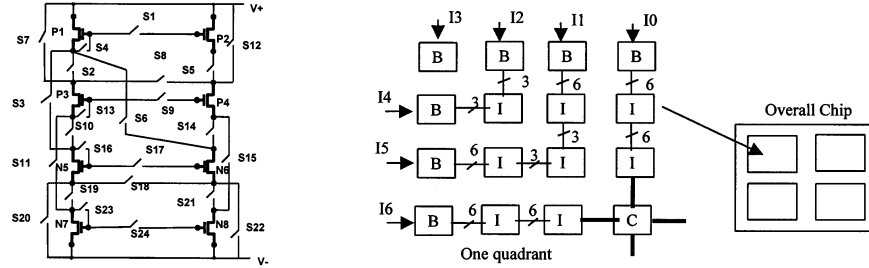 V+
S1
P1
P2
S7
S4
S12
S8
S2
S5
P3
P4
S3
S13
S9
S6
S10
S14
S16
S17
S11
S15
N5
N6
S19
S18
S20
S21
S23
S22
N7
N8
S24
V-
I3 I2 I1 I0
B B B B
3 6 6
I4
B 3 I I I
3 6
I5
B 6 I 3 I I
I6
B 6 I 6 I C
One quadrant
Overall Chip